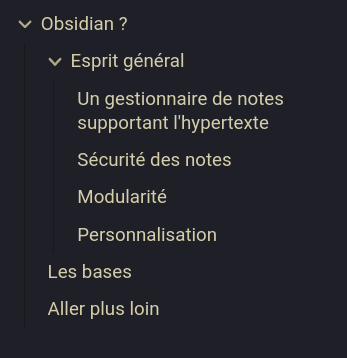 Obsidian ?
Esprit général
Un gestionnaire de notes
supportant l'hypertexte
Sécurité des notes
Modularité
Personnalisation
Les bases
Aller plus loin